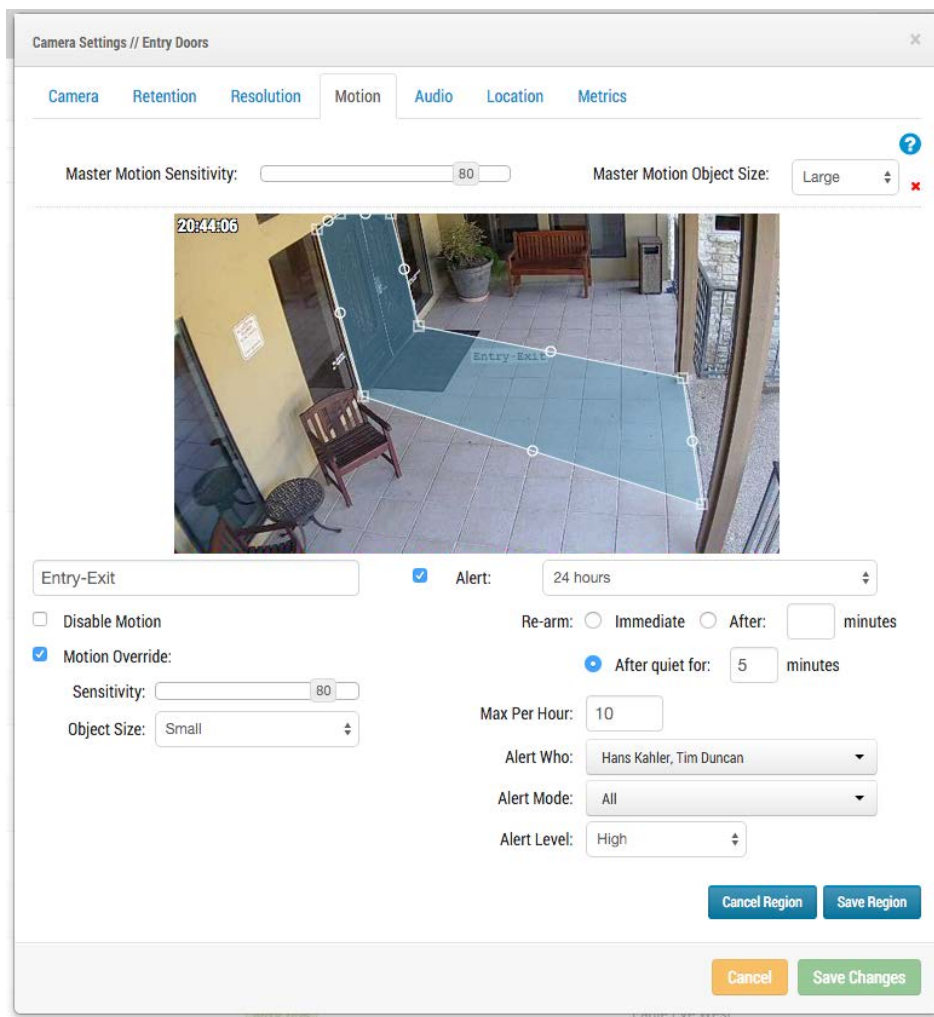 Camera Settings // Entry Doors ×
Camera Retention Resolution Motion Audio Location Metrics
?
Master Motion Sensitivity: 80 Master Motion Object Size: Large
20:44:06
Entry-Exit
Entry-Exit
Alert: 24 hours
Disable Motion
Re-arm: Immediate After: minutes
Motion Override:
After quiet for: 5 minutes
Sensitivity: 80
Max Per Hour: 10
Object Size: Small
Alert Who: Hans Kahler, Tim Duncan
Alert Mode: All
Alert Level: High
Cancel Region Save Region
Cancel Save Changes